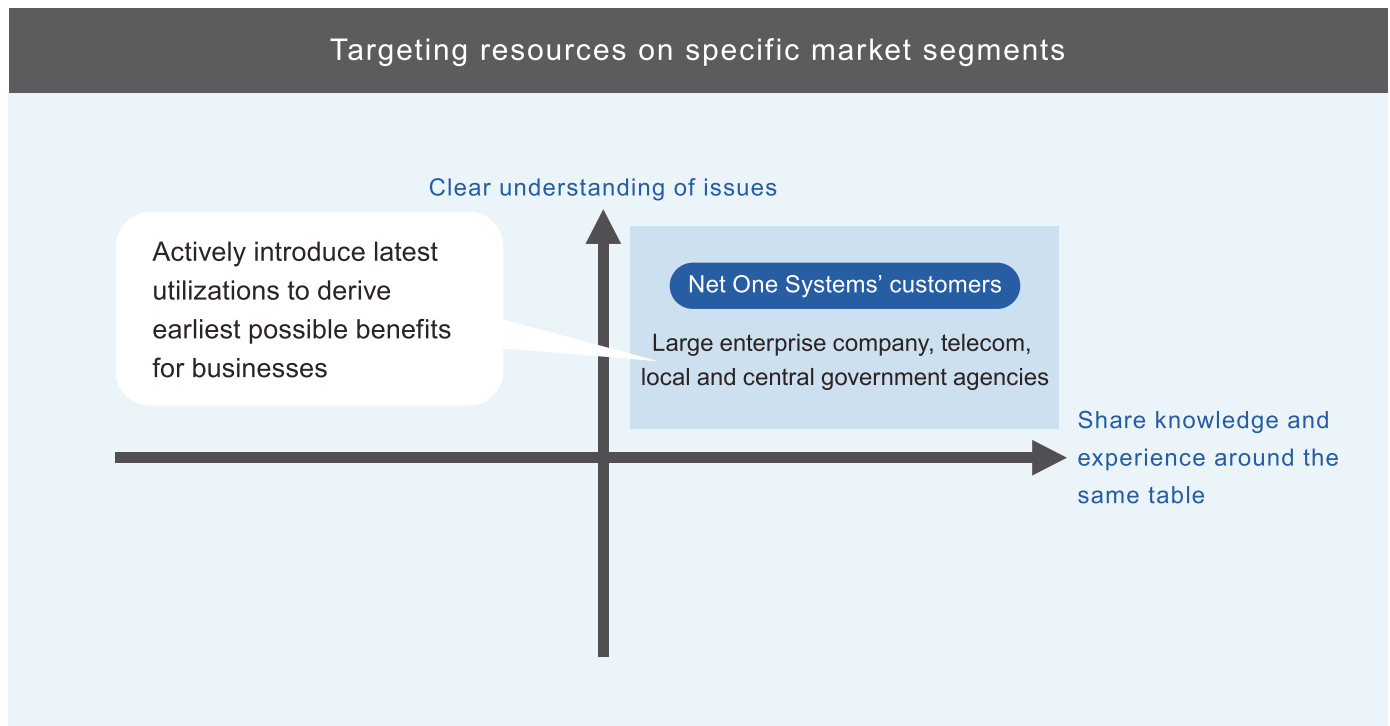 Targeting resources on specific market segments
Clear understanding of issues
Actively introduce latest
utilizations to derive
earliest possible benefits
for businesses
Net One Systems’ customers
Large enterprise company, telecom,
local and central government agencies
Share knowledge and
experience around the
same table